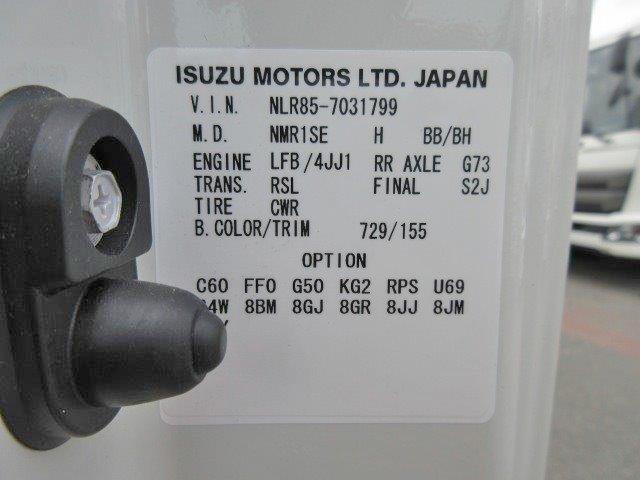 ISUZU MOTORS LTD. JAPAN
V.I.N. NLR85-7031799
M.D. NMR1SE H BB/BH
ENGINE LFB/4JJ1 RR AXLE G73
TRANS. RSL FINAL S2J
TIRE CWR
B.COLOR/TRIM 729/155
OPTION
C60 FF0 G50 KG2 RPS U69
8BM 8GJ 8GR 8JJ 8JM